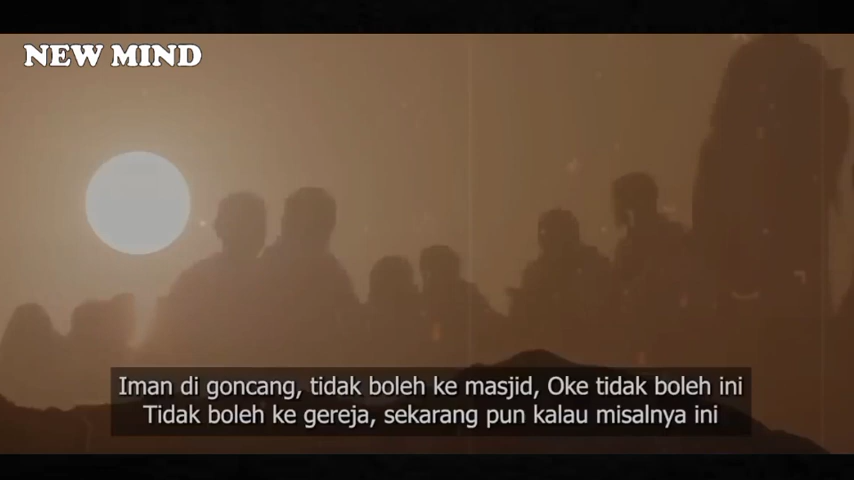 NEW MIND
Iman di goncang, tidak boleh ke masjid, Oke tidak boleh ini
Tidak boleh ke gereja, sekarang pun kalau misalnya ini